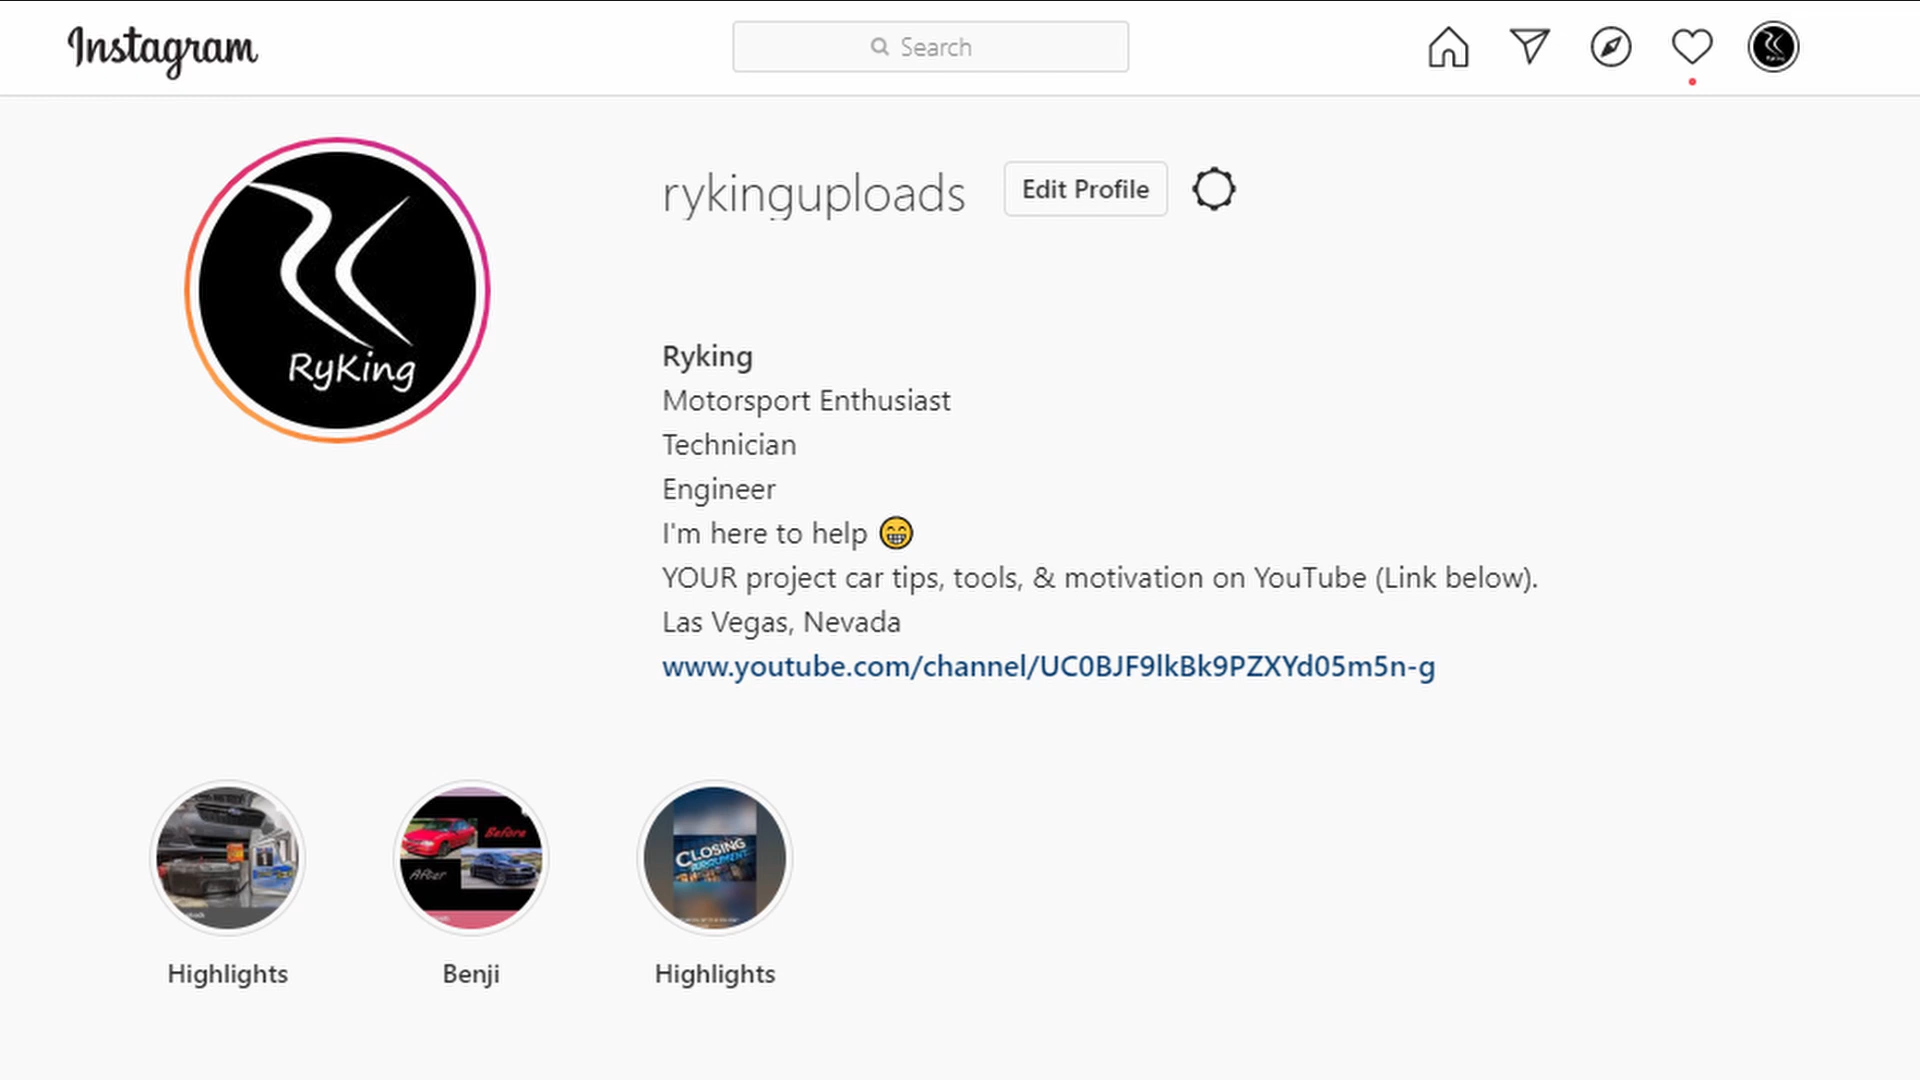 Instagram
Search
rykinguploads
Edit Profile
RyKing
Ryking
Motorsport Enthusiast
Technician
Engineer
I'm here to help 😁
YOUR project car tips, tools, & motivation on YouTube (Link below).
Las Vegas, Nevada
www.youtube.com/channel/UC0BJF9lkBk9PZXYd05m5n-g
Before
After
CLOSING
Highlights
Benji
Highlights